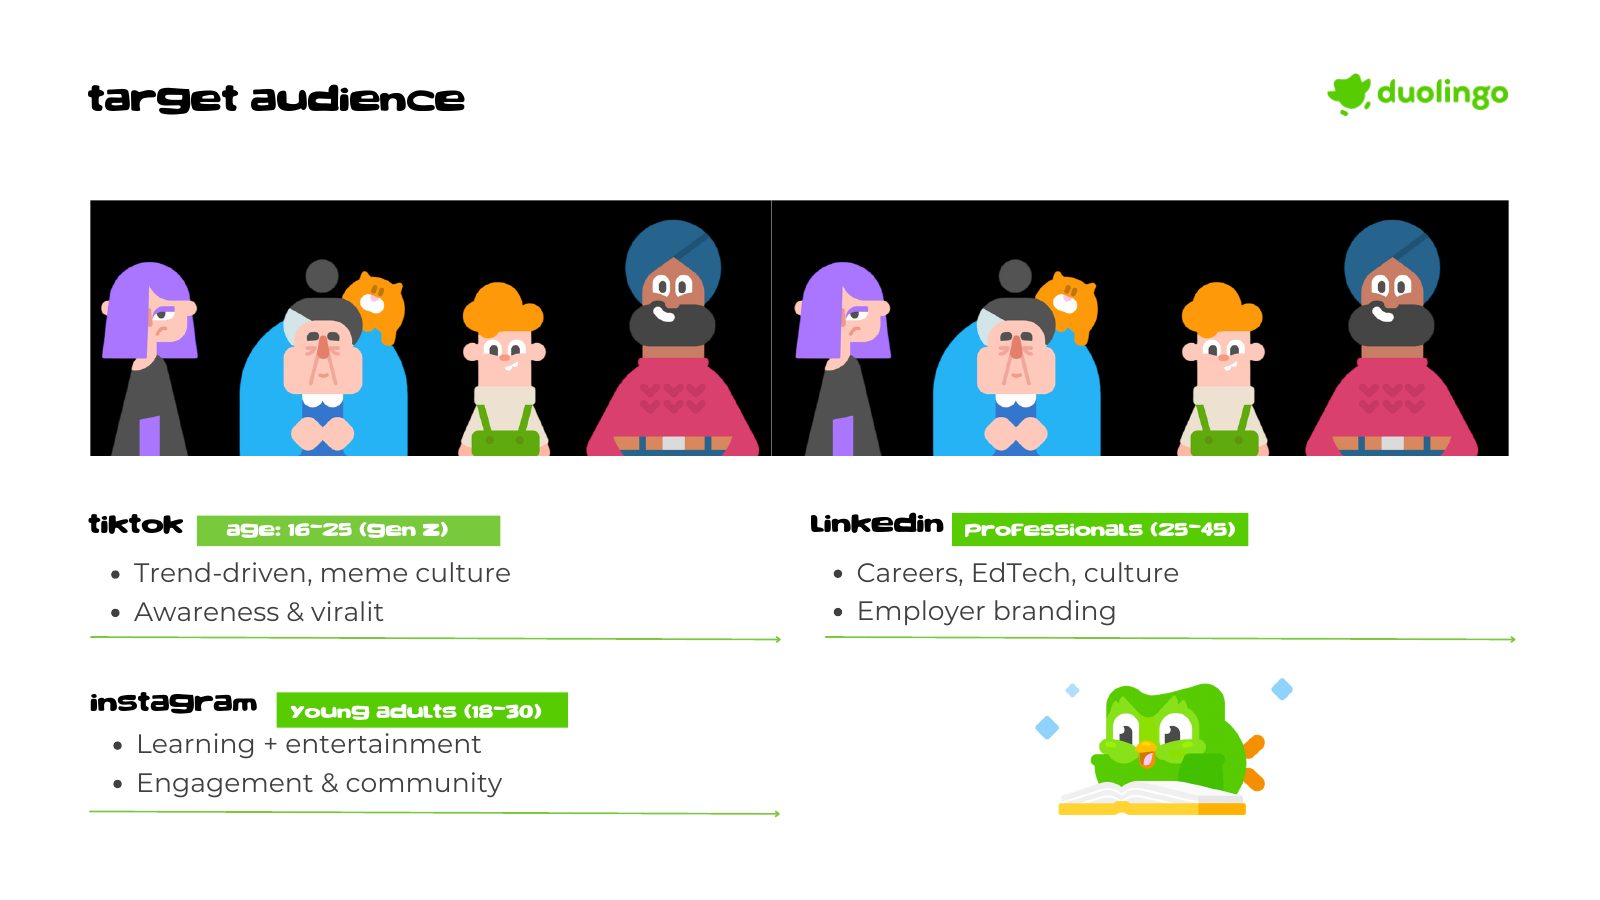 target audience
duolingo
tiktok
age: 16-25 (gen z)
Trend-driven, meme culture
Awareness & viralit
Linkedin
Professionals (25-45)
Careers, EdTech, culture
Employer branding
instagram
Young adults (18-30)
Learning + entertainment
Engagement & community